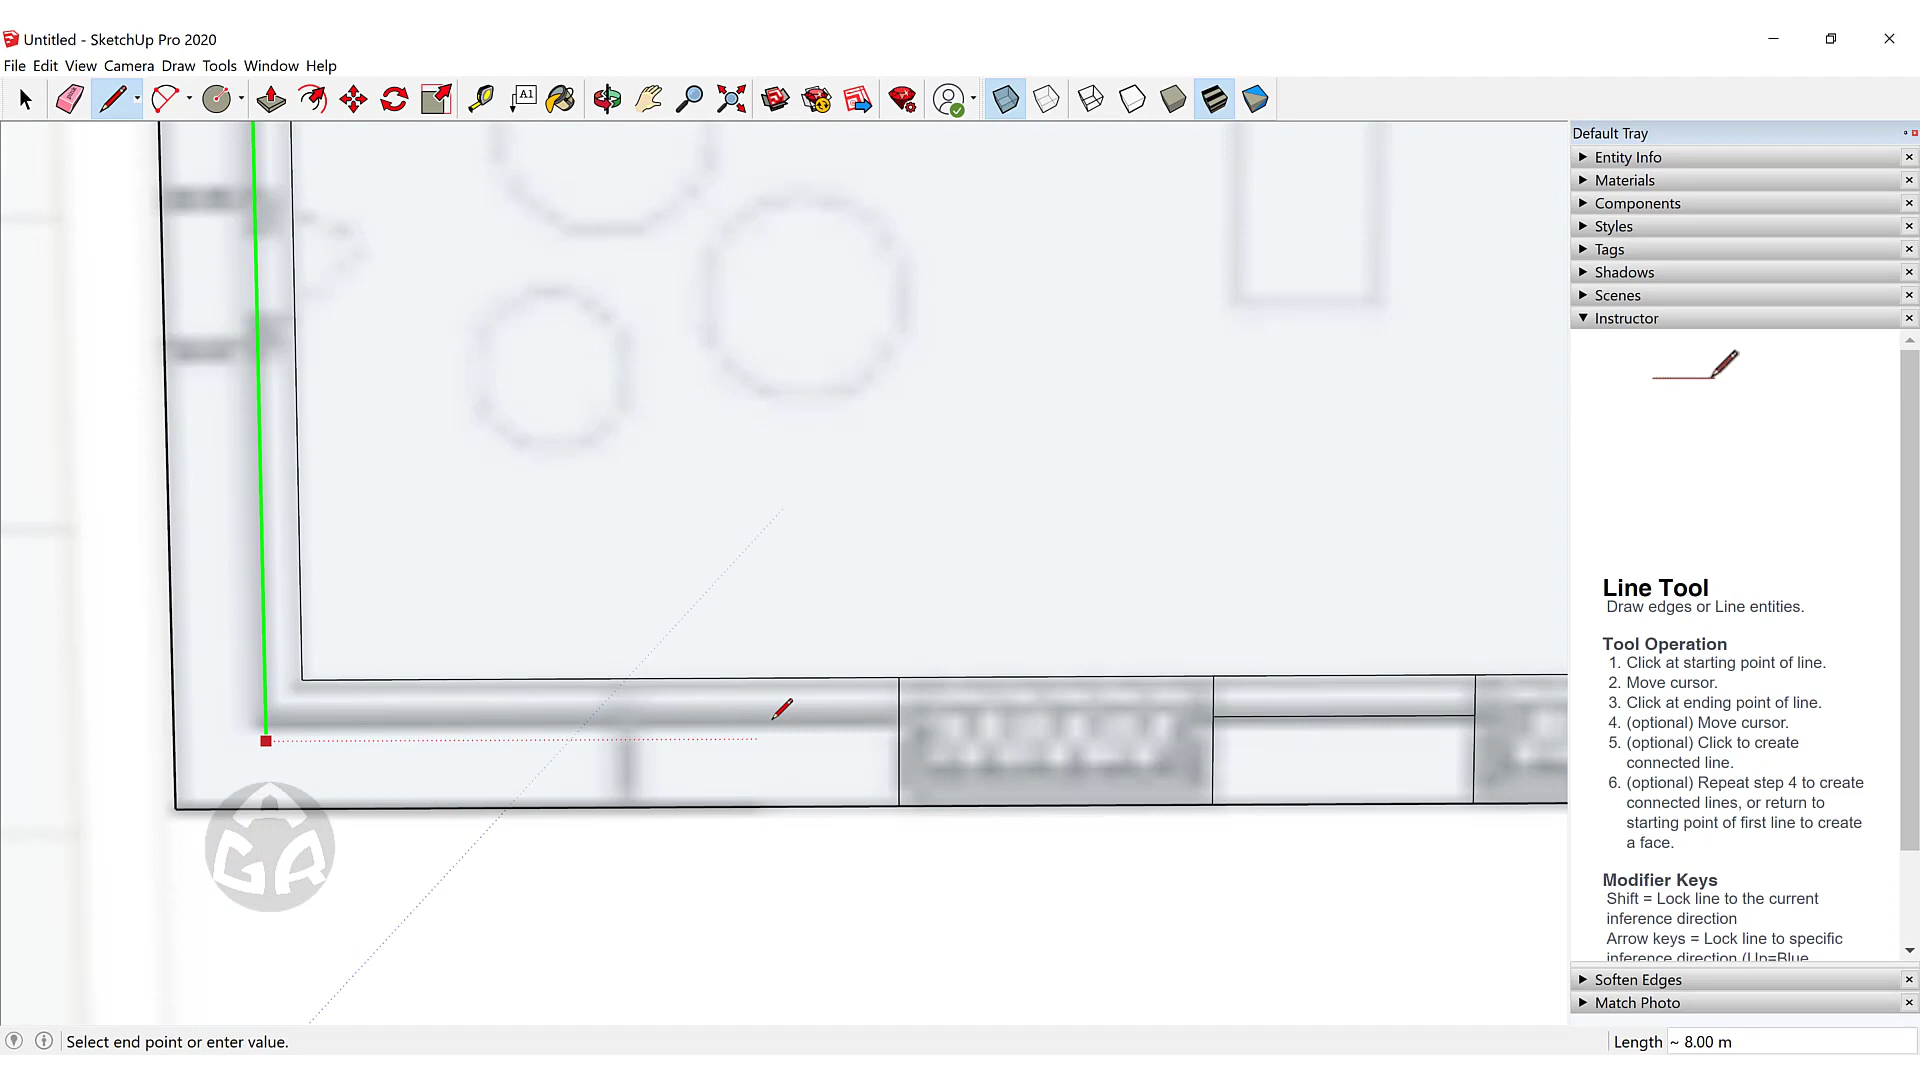 Untitled - SketchUp Pro 2020
File Edit View Camera Draw Tools Window Help
A1
Default Tray
Entity Info
Materials
Components
Styles
Tags
Shadows
Scenes
Instructor
Line Tool
Draw edges or Line entities.
Tool Operation
1. Click at starting point of line.
2. Move cursor.
3. Click at ending point of line.
4. (optional) Move cursor.
5. (optional) Click to create
connected line.
6. (optional) Repeat step 4 to create
connected lines, or return to
starting point of first line to create
a face.
Modifier Keys
Shift = Lock line to the current
inference direction
Arrow keys = Lock line to specific
inference direction (Up=Blue
Soften Edges
Match Photo
Select end point or enter value.
Length ~ 8.00 m